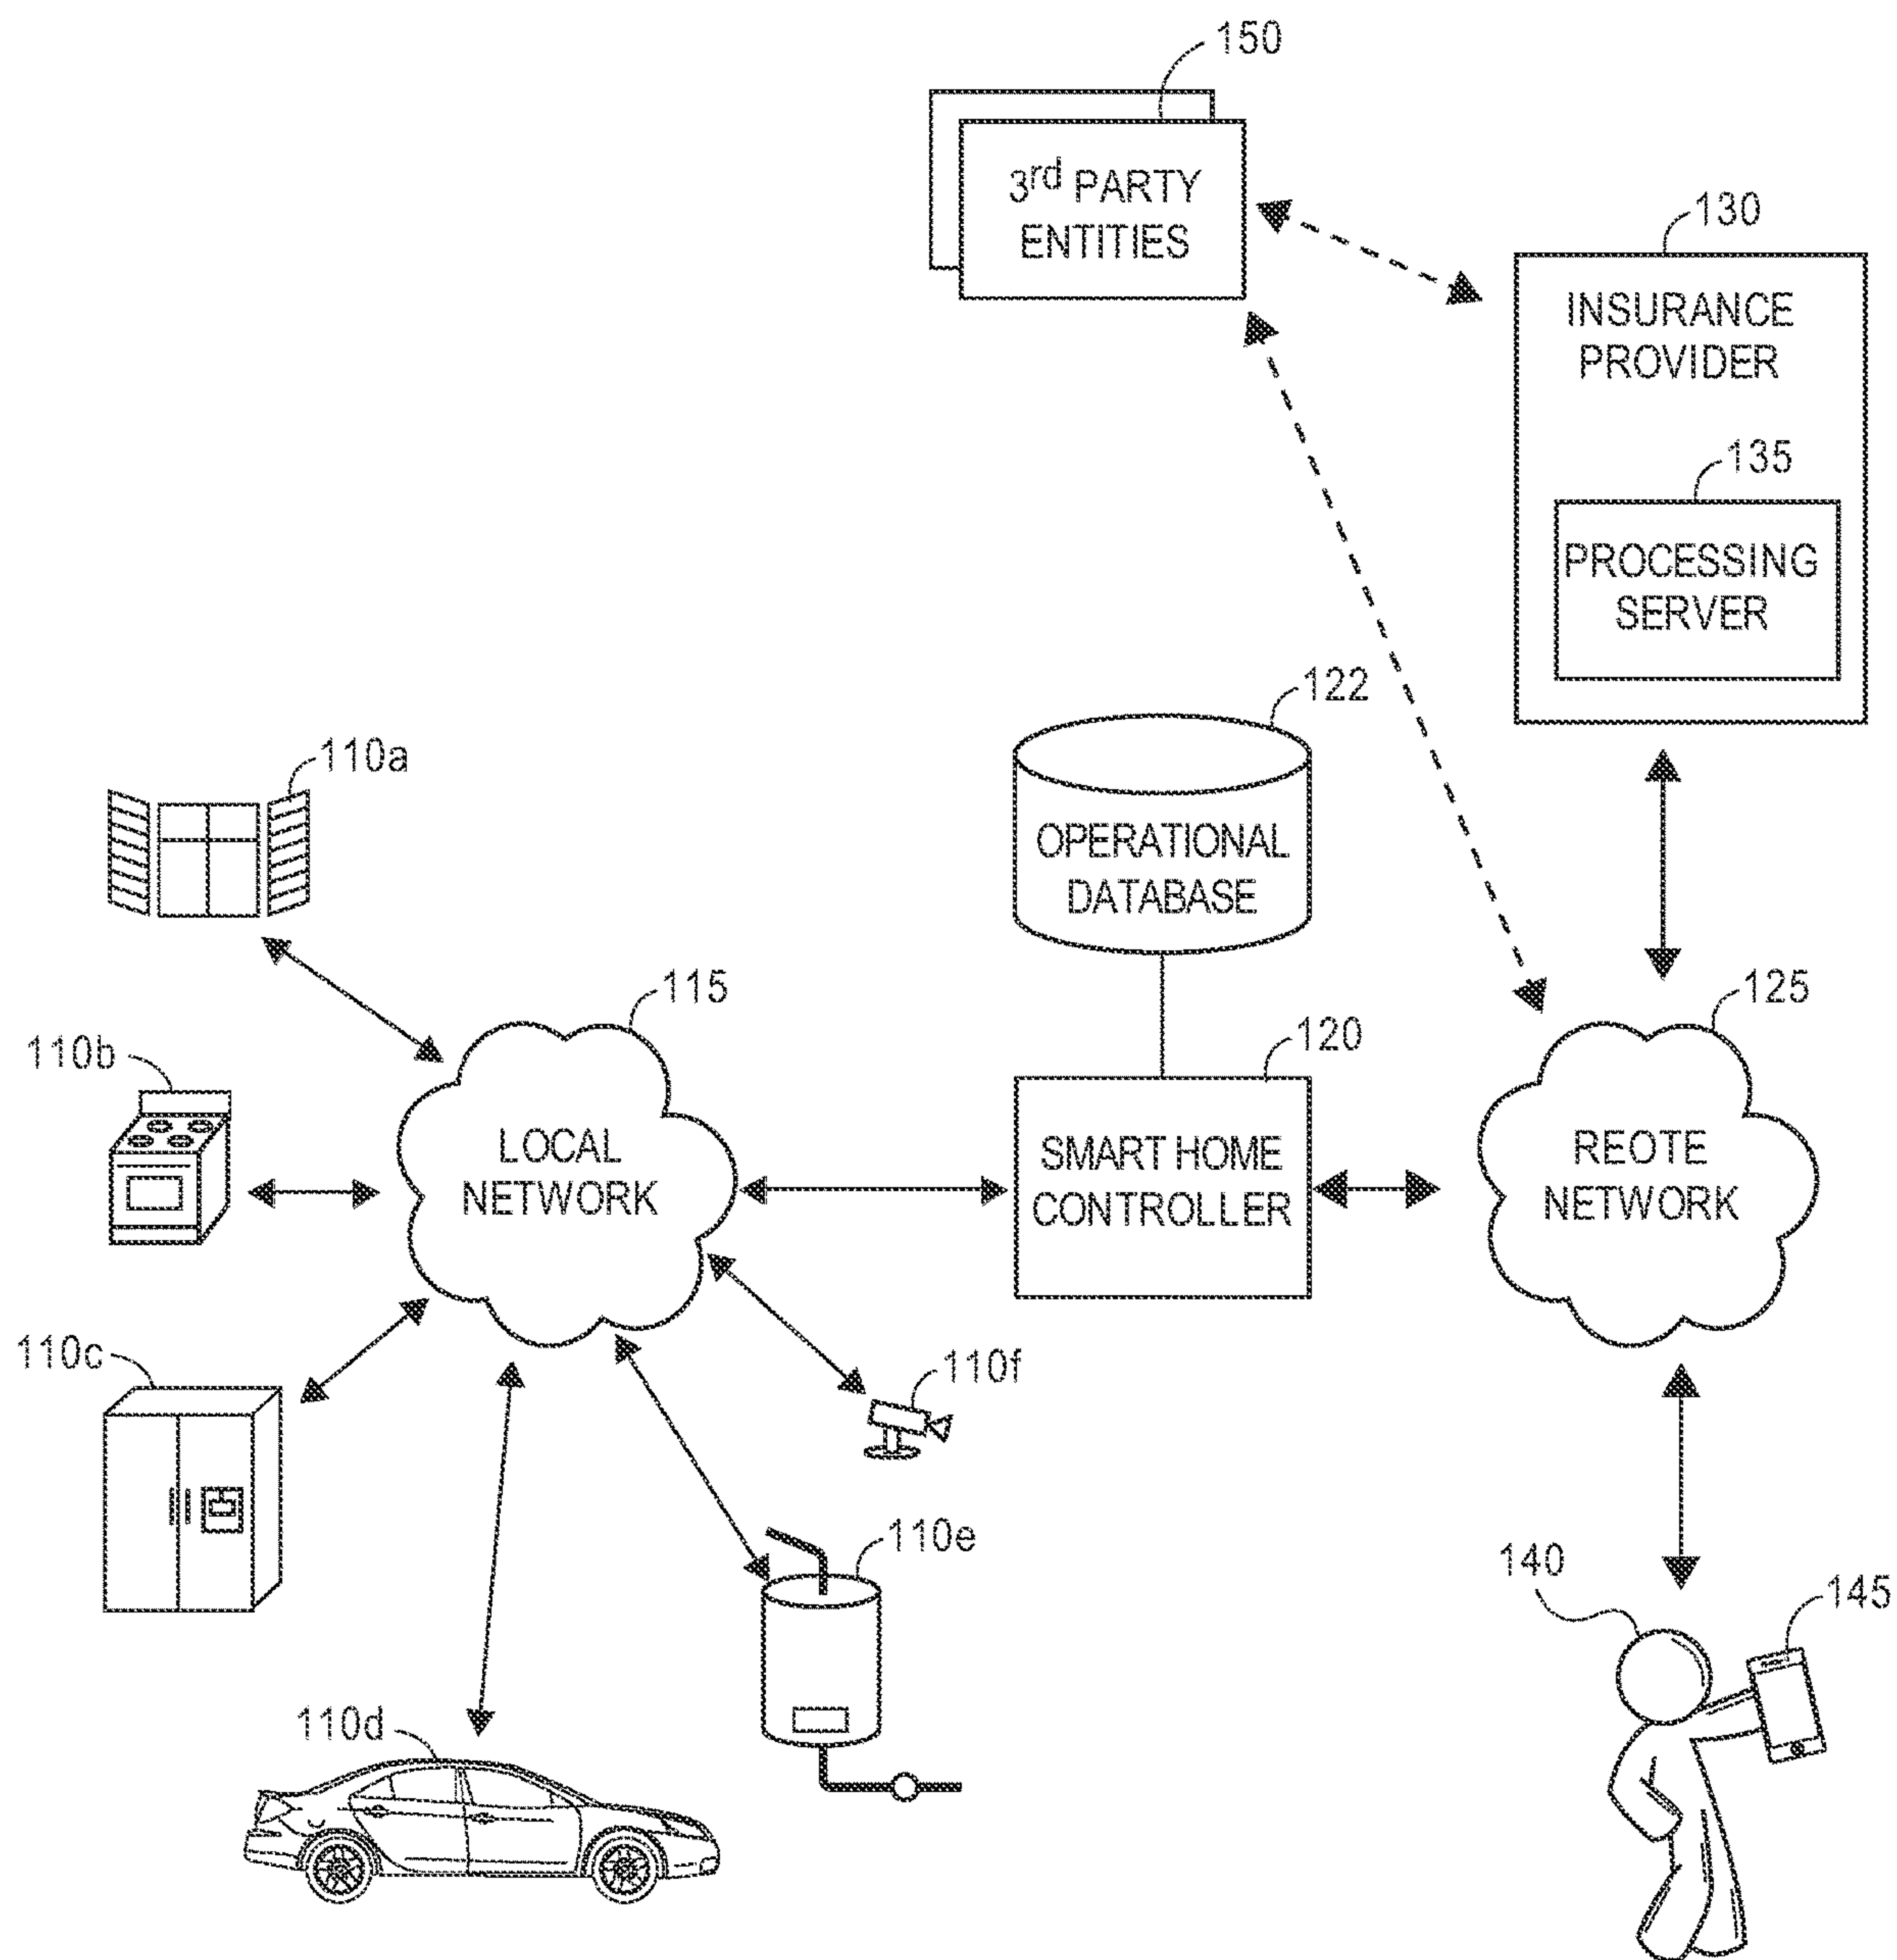 150
3rd PARTY
ENTITIES
130
INSURANCE
PROVIDER
135
PROCESSING
SERVER
122
OPERATIONAL
DATABASE
110a
115
LOCAL
NETWORK
120
SMART HOME
CONTROLLER
125
REOTE
NETWORK
110b
110c
110f
110e
110d
140
145